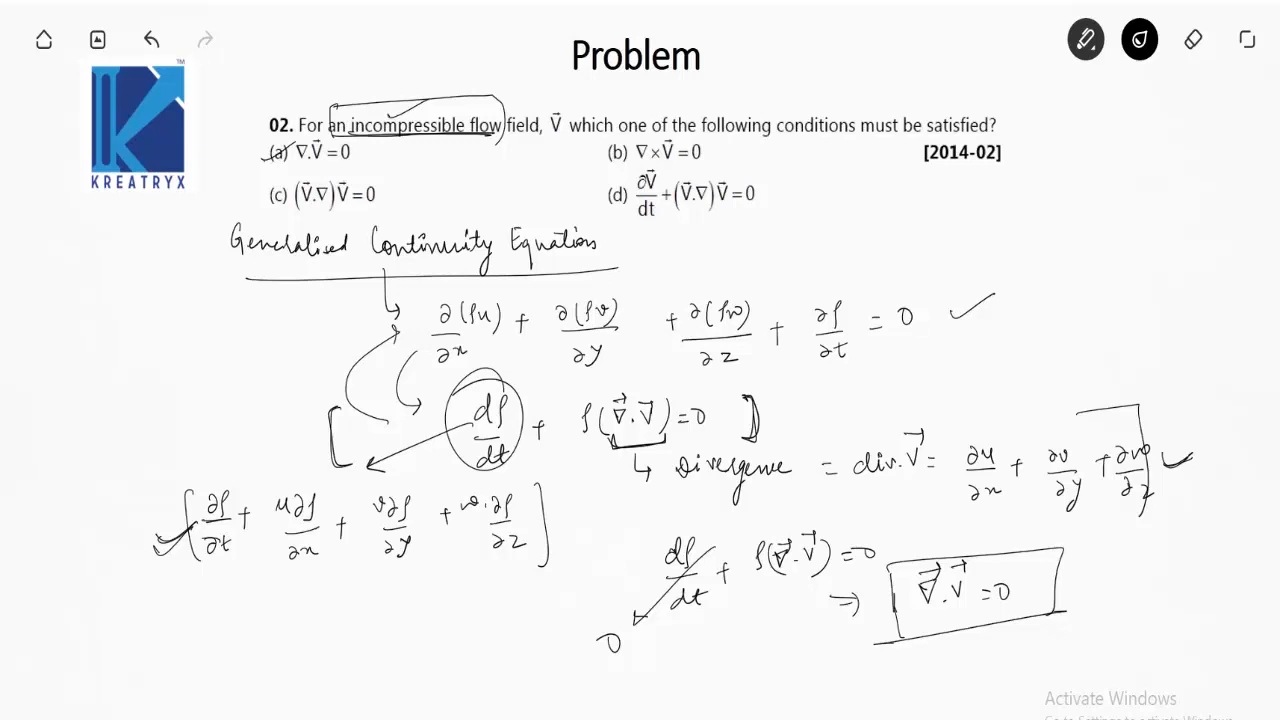 Problem
KREATRYX
TM
02. For an incompressible flow field, V⃗ which one of the following conditions must be satisfied?
(a) ∇.V⃗ = 0 (b) ∇×V⃗ = 0 [2014-02]
(c) (V⃗.∇)V⃗ = 0 (d) ∂V⃗/dt + (V⃗.∇)V⃗ = 0
Generalised Continuity Equation
∂(ρu)/∂x + ∂(ρv)/∂y + ∂(ρw)/∂z + ∂ρ/∂t = 0
[dρ/dt + ρ(∇⃗.V⃗) = 0]
↳ Divergence = div.V⃗ = ∂u/∂x + ∂v/∂y + ∂w/∂z
[∂ρ/∂t + u∂ρ/∂x + v∂ρ/∂y + w.∂ρ/∂z]
dρ/dt + ρ(∇⃗.V⃗) = 0
0
⇒ ∇⃗.V⃗ = 0
Activate Windows